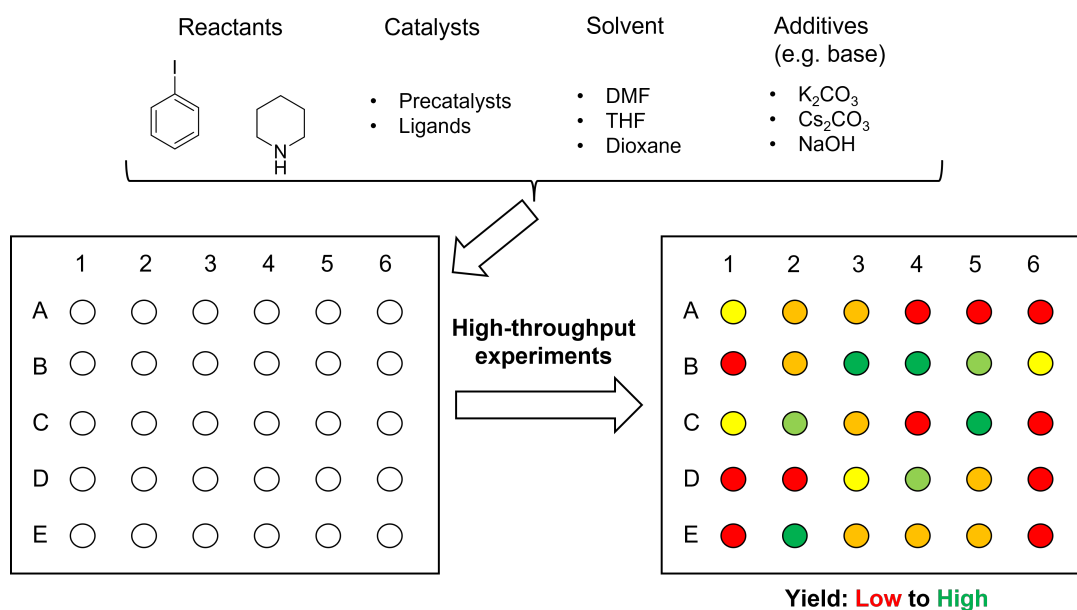 Reactants
Catalysts
Solvent
Additives
(e.g. base)
I
N
H
• Precatalysts
• Ligands
• DMF
• THF
• Dioxane
• K₂CO₃
• Cs₂CO₃
• NaOH
1 2 3 4 5 6
A
B
C
D
E
High-throughput
experiments
1 2 3 4 5 6
A
B
C
D
E
Yield: Low to High